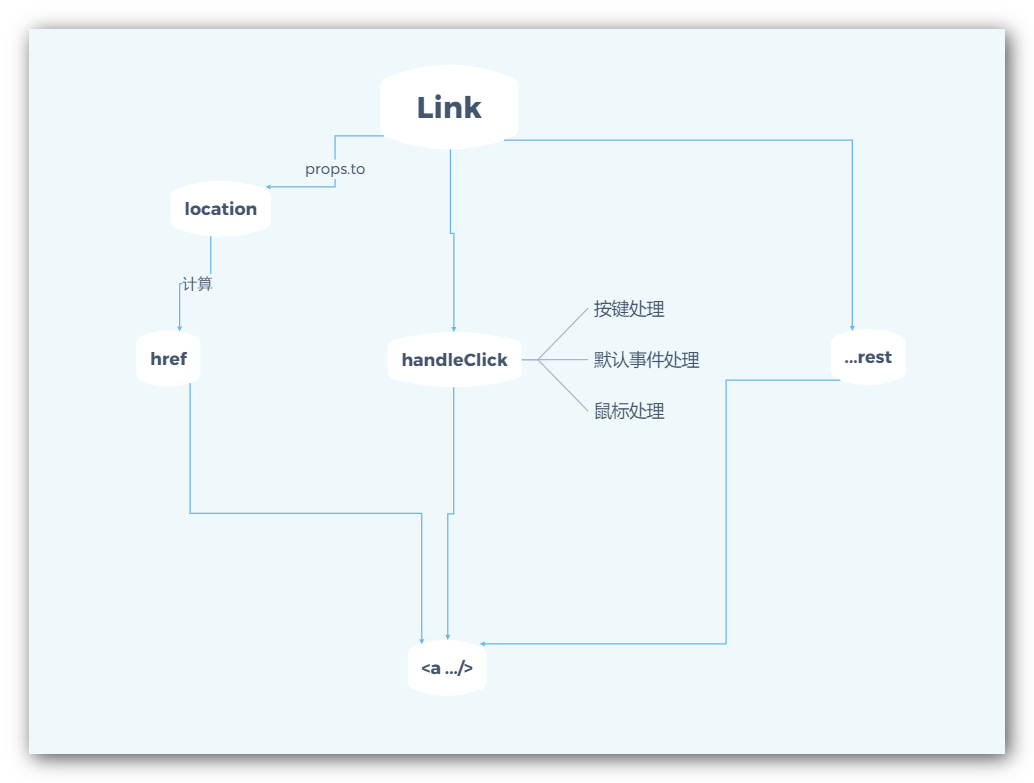 Link
props.to
location
计算
按键处理
href
handleClick
默认事件处理
...rest
鼠标处理
<a .../>